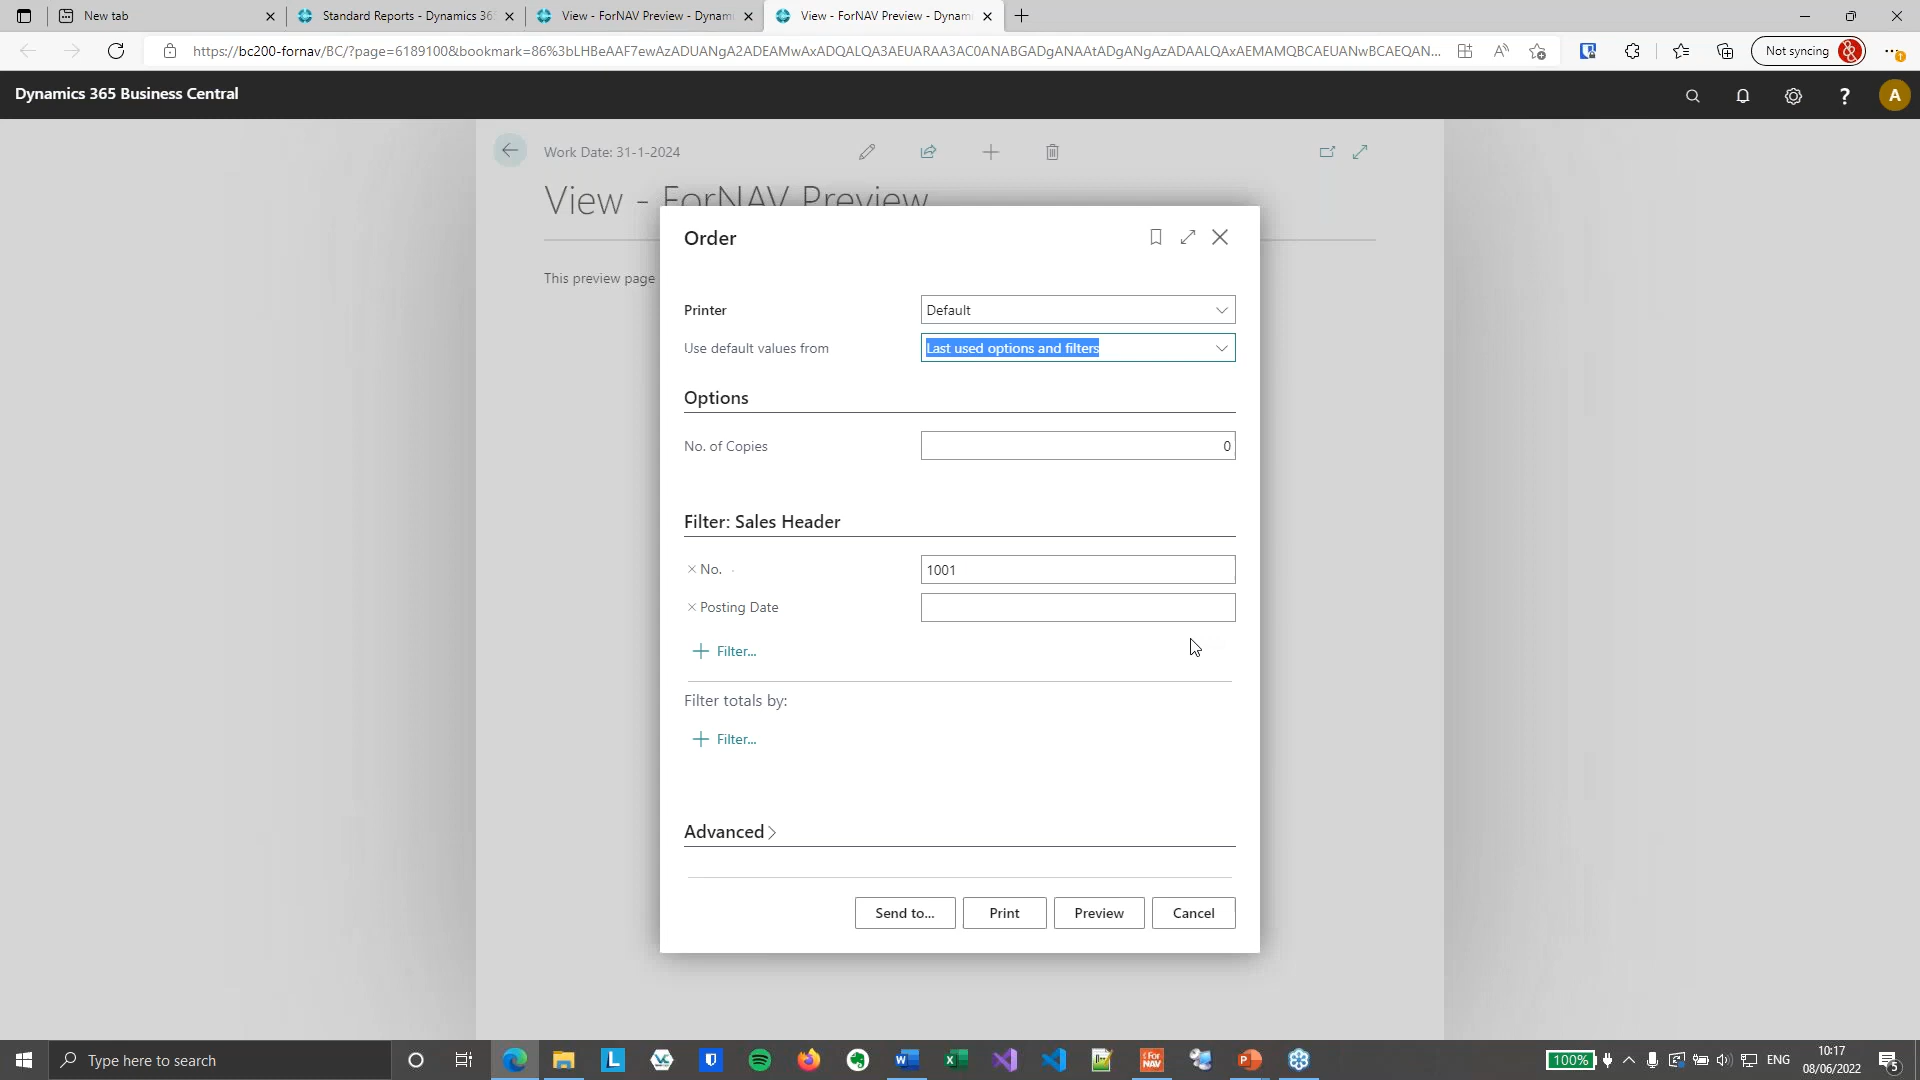 New tab
Standard Reports - Dynamics 36
View - ForNAV Preview - Dynam
View - ForNAV Preview - Dynam
https://bc200-fornav/BC/?page=6189100&bookmark=86%3bLHBeAAF7ewAzADUANgA2ADEAMwAxADQALQA3AEUARAA3AC0ANABGADgANAAtADgANgAzADAALQAxAEMAMQBCAEUANwBCAEQAN...
Not syncing
Dynamics 365 Business Central
?
A
Work Date: 31-1-2024
View - ForNAV Preview
This preview page
Order
Printer
Default
Use default values from
Last used options and filters
Options
No. of Copies
0
Filter: Sales Header
× No.
1001
× Posting Date
+ Filter...
Filter totals by:
+ Filter...
Advanced >
Send to...
Print
Preview
Cancel
Type here to search
100%
ENG
10:17
08/06/2022
5